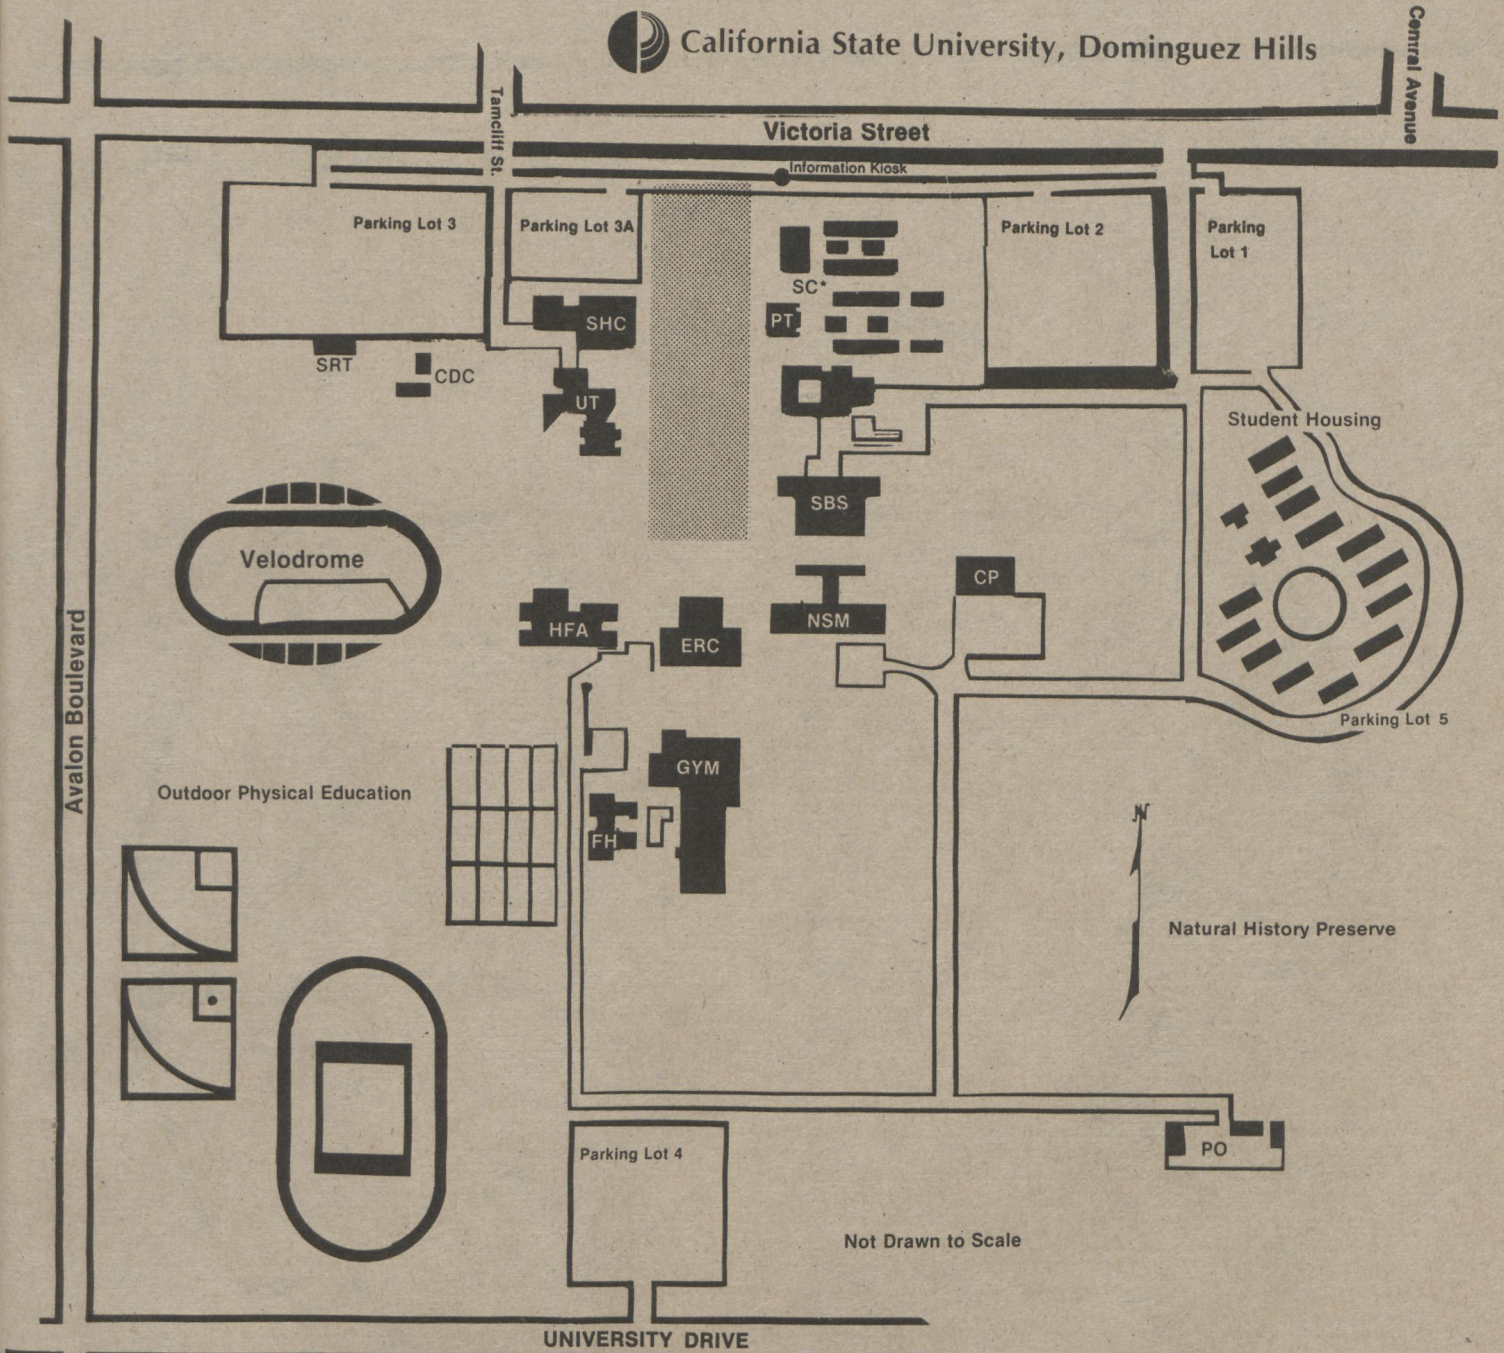 California State University, Dominguez Hills
Central Avenue
Tamcliff St.
Victoria Street
Information Kiosk
Parking Lot 3
Parking Lot 3A
Parking Lot 2
Parking
Lot 1
SC*
SHC
PT
SRT
CDC
UT
Student Housing
SBS
Velodrome
CP
HFA
ERC
NSM
Avalon Boulevard
Parking Lot 5
GYM
Outdoor Physical Education
N
FH
Natural History Preserve
PO
Parking Lot 4
Not Drawn to Scale
UNIVERSITY DRIVE